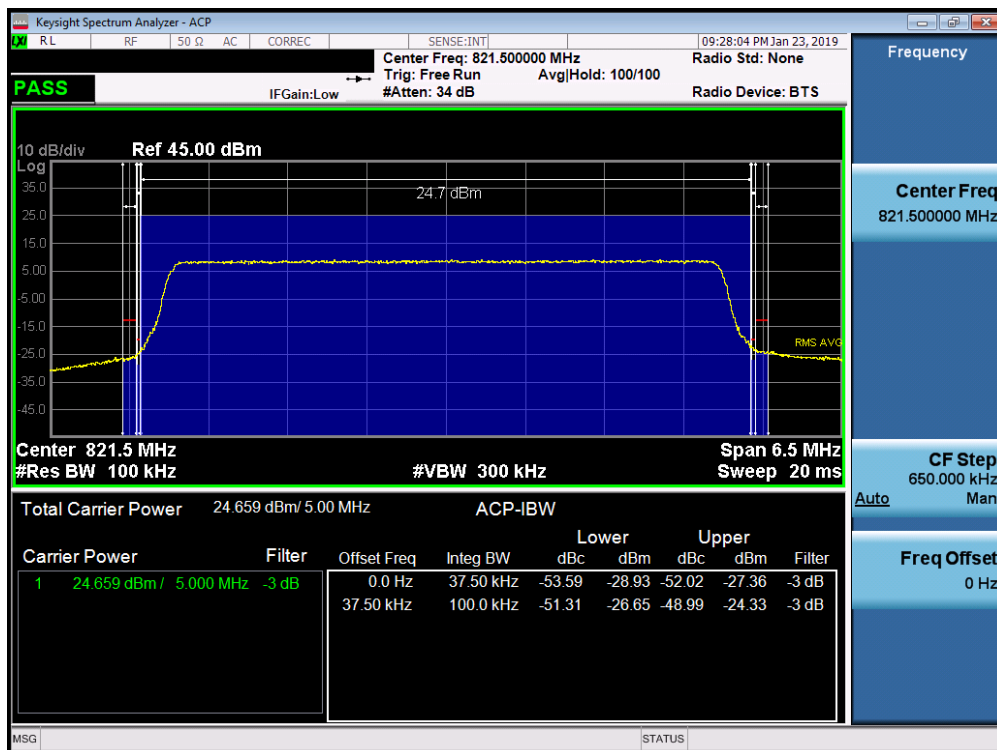 Keysight Spectrum Analyzer - ACP
LXI RL RF 50 Ω AC CORREC SENSE:INT 09:28:04 PM Jan 23, 2019
Center Freq: 821.500000 MHz Radio Std: None
Trig: Free Run Avg|Hold: 100/100
PASS IFGain:Low #Atten: 34 dB Radio Device: BTS
10 dB/div Ref 45.00 dBm
Log
35.0
24.7 dBm
25.0
15.0
5.00
-5.00
-15.0
RMS AVG
-25.0
-35.0
-45.0
Center 821.5 MHz Span 6.5 MHz
#Res BW 100 kHz #VBW 300 kHz Sweep 20 ms
Total Carrier Power 24.659 dBm/ 5.00 MHz ACP-IBW
Lower Upper
Carrier Power Filter Offset Freq Integ BW dBc dBm dBc dBm Filter
1 24.659 dBm / 5.000 MHz -3 dB 0.0 Hz 37.50 kHz -53.59 -28.93 -52.02 -27.36 -3 dB
37.50 kHz 100.0 kHz -51.31 -26.65 -48.99 -24.33 -3 dB
MSG STATUS
Frequency
Center Freq
821.500000 MHz
CF Step
650.000 kHz
Auto Man
Freq Offset
0 Hz